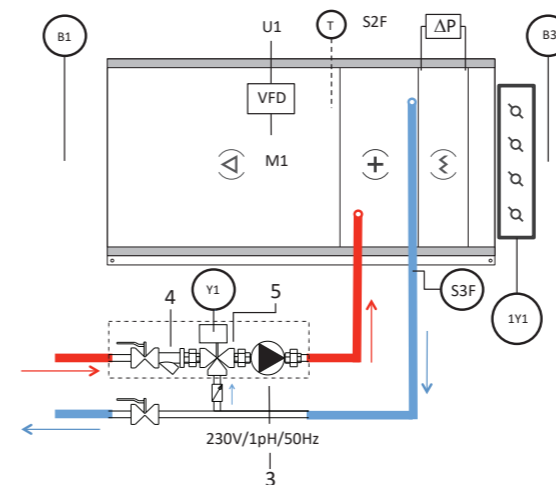 B1
U1
T
S2F
ΔP
B3
VFD
M1
S3F
1Y1
4
Y1
5
230V/1pH/50Hz
3